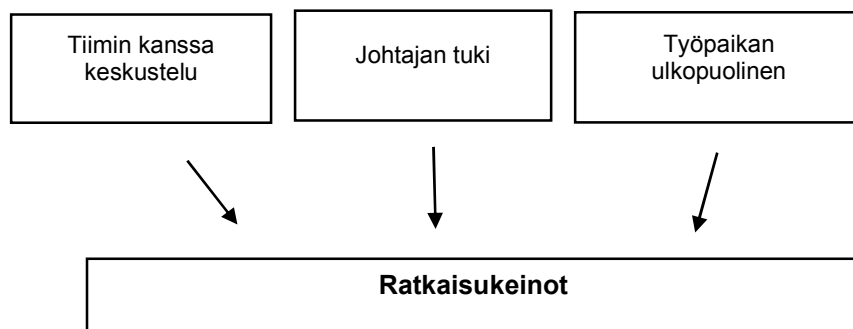 Tiimin kanssa
keskustelu
Johtajan tuki
Työpaikan
ulkopuolinen
Ratkaisukeinot